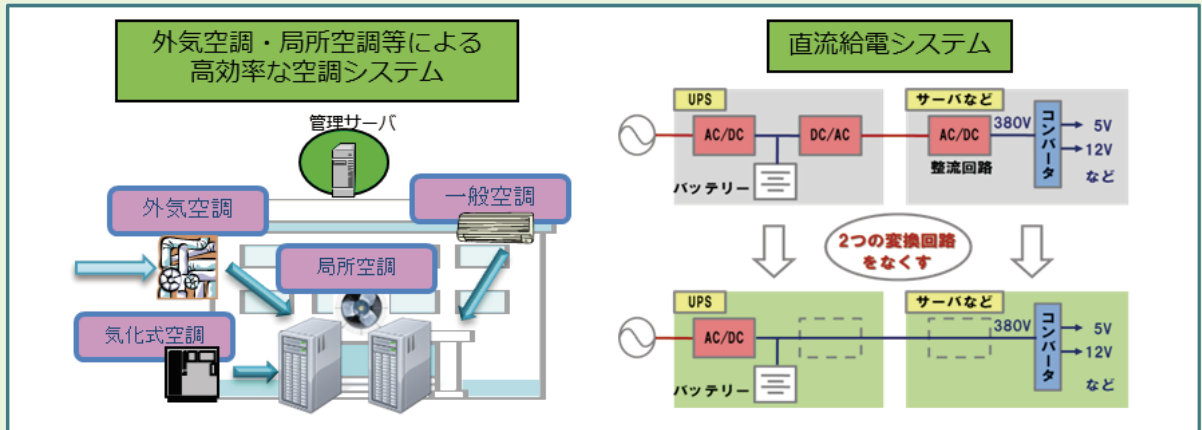 外気空調・局所空調等による
高効率な空調システム
管理サーバ
外気空調
一般空調
局所空調
気化式空調
直流給電システム
UPS
AC/DC
DC/AC
バッテリー
サーバなど
AC/DC
整流回路
380V
コンバータ
5V
12V
など
2つの変換回路
をなくす
UPS
AC/DC
バッテリー
サーバなど
380V
コンバータ
5V
12V
など